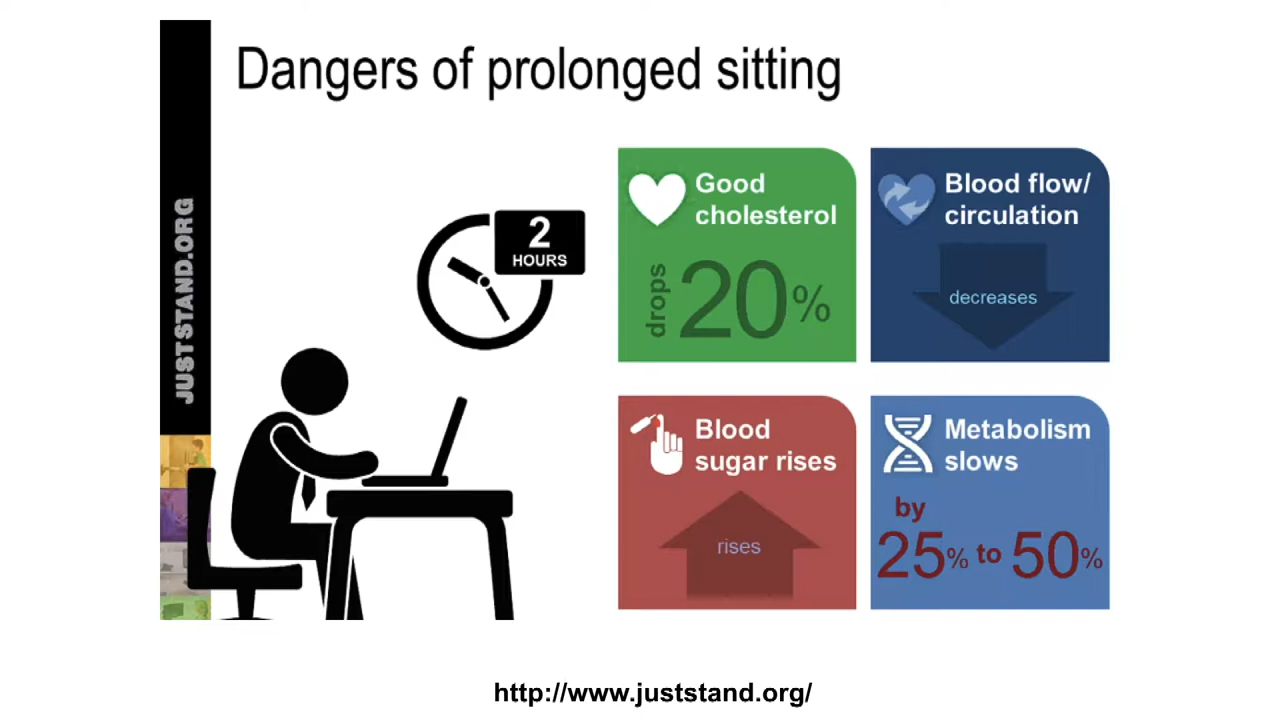 Dangers of prolonged sitting
JUSTSTAND.ORG
2
HOURS
Good
cholesterol
drops
20%
Blood flow/
circulation
decreases
Blood
sugar rises
rises
Metabolism
slows
by
25% to 50%
http://www.juststand.org/